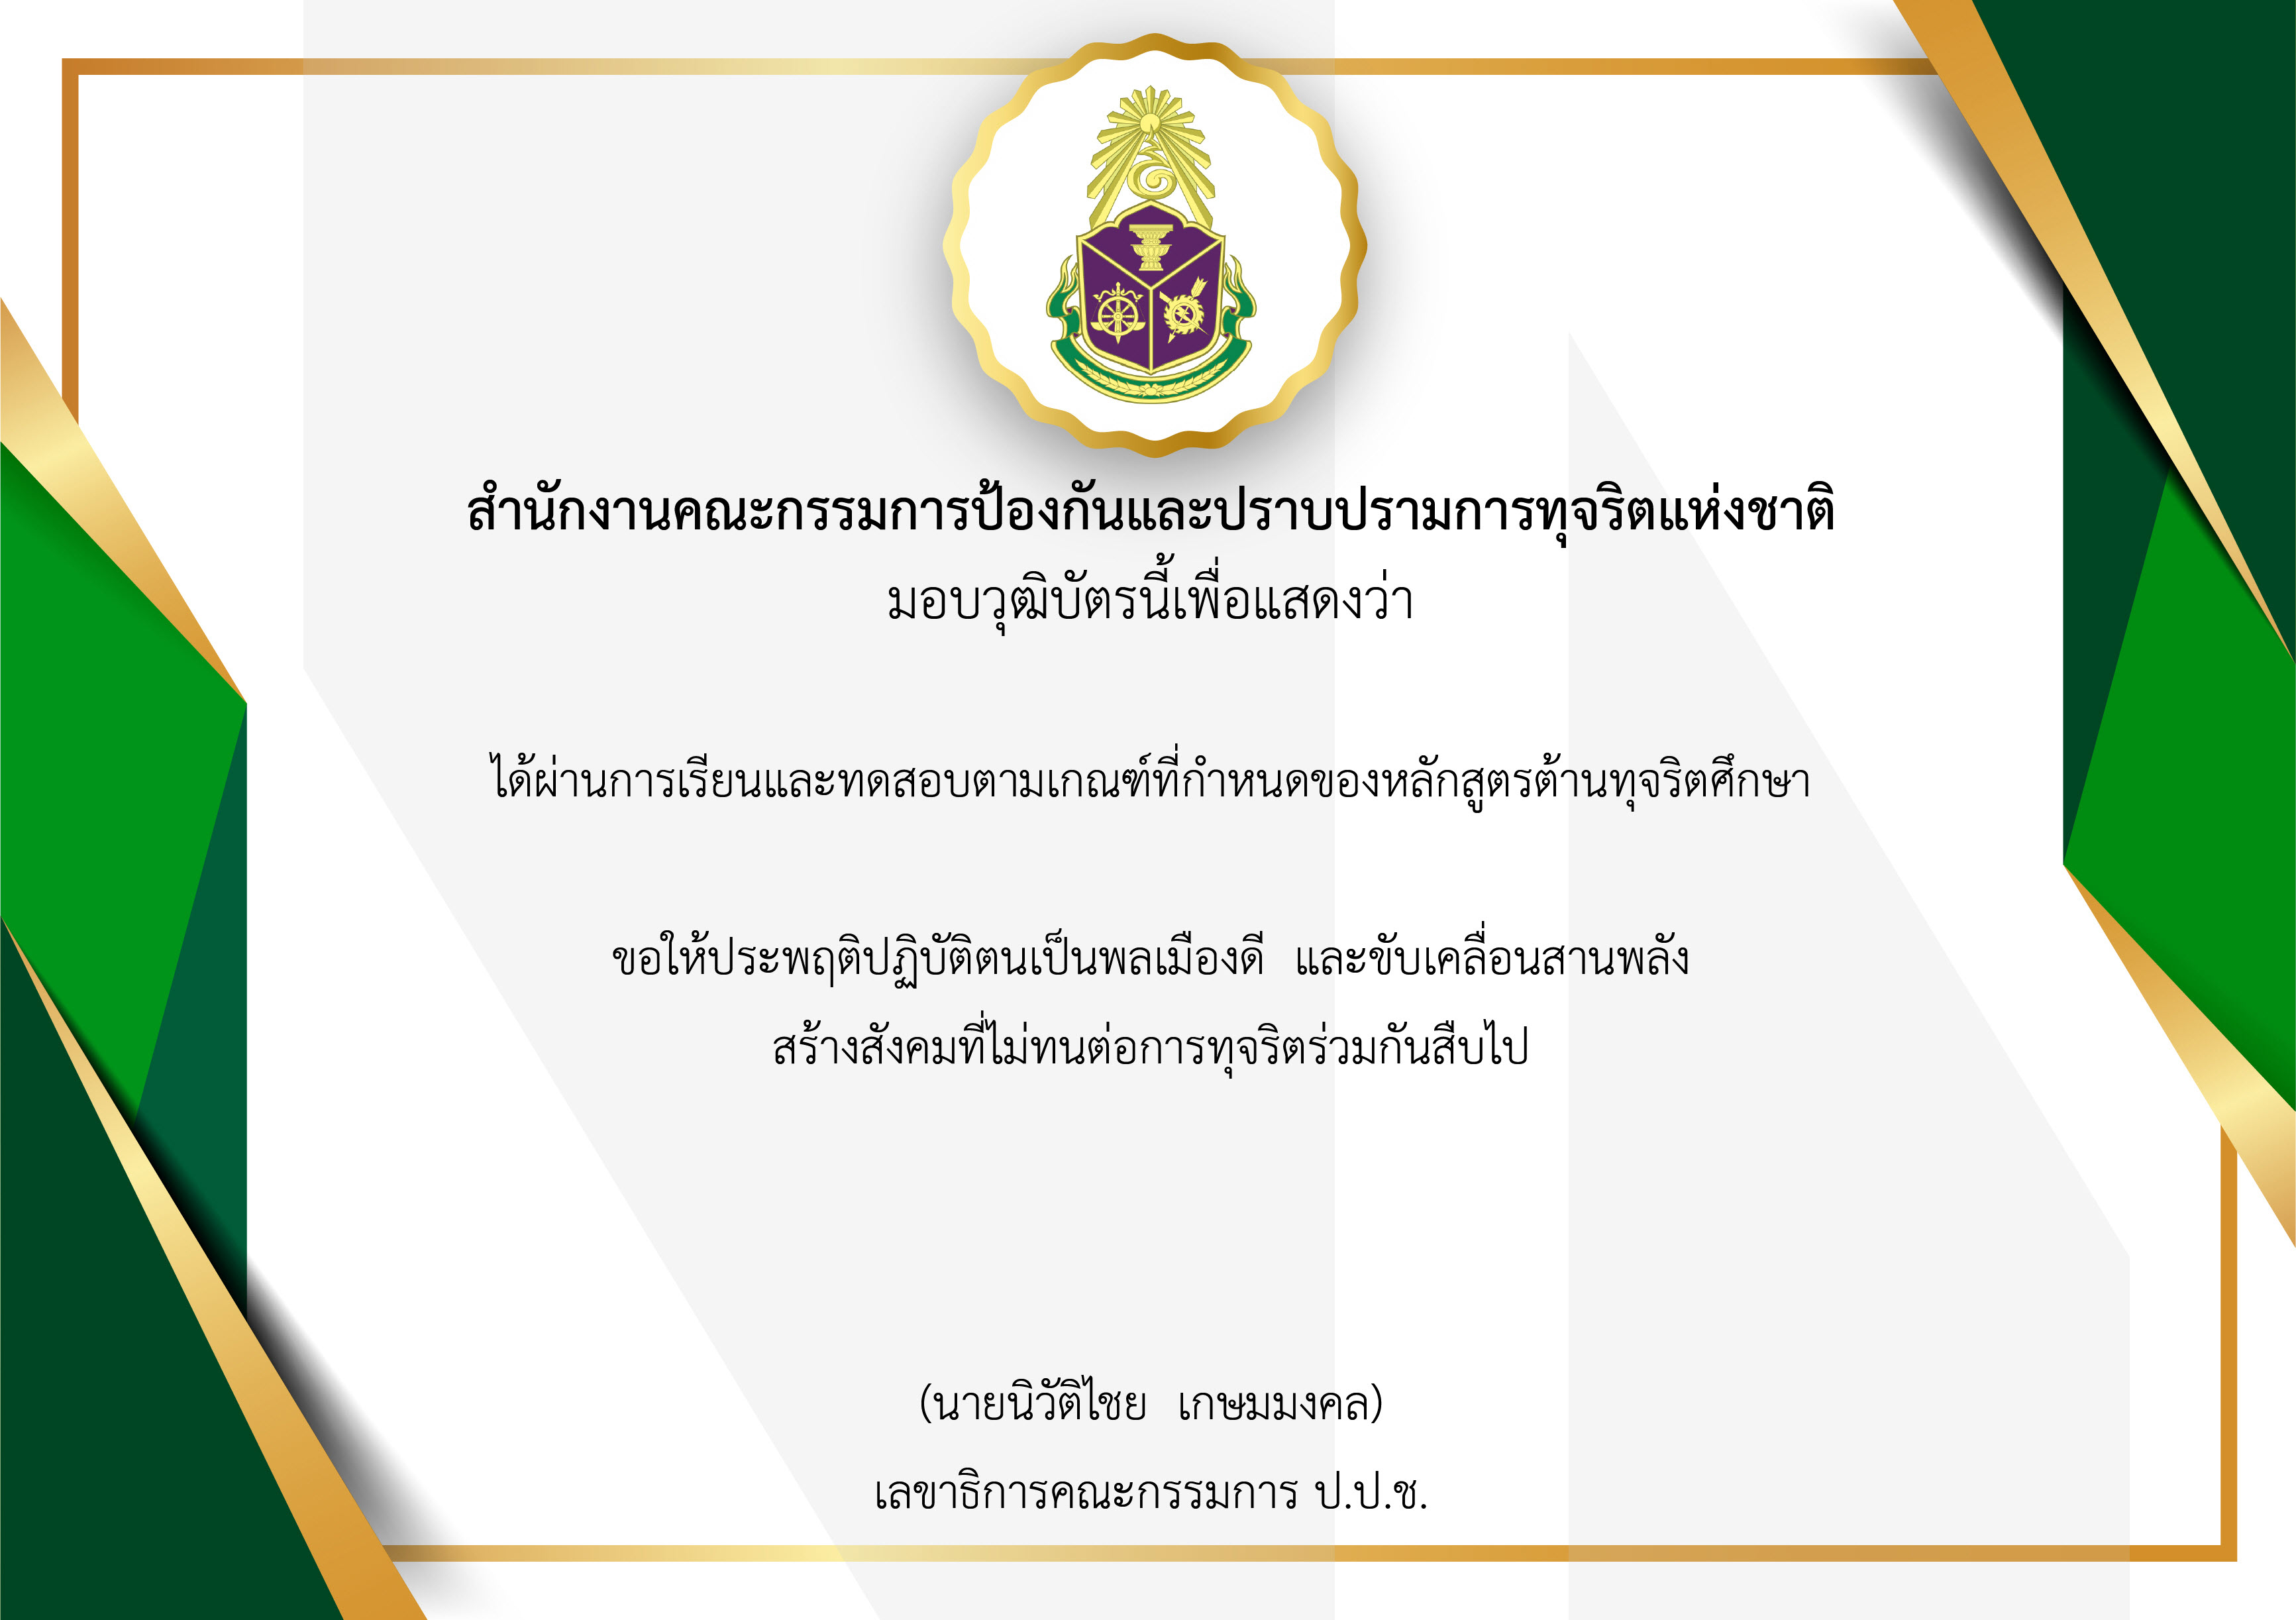 สำนักงานคณะกรรมการป้องกันและปราบปรามการทุจริตแห่งชาติ
มอบวุฒิบัตรนี้เพื่อแสดงว่า
ได้ผ่านการเรียนและทดสอบตามเกณฑ์ที่กำหนดของหลักสูตรต้านทุจริตศึกษา
ขอให้ประพฤติปฏิบัติตนเป็นพลเมืองดี  และขับเคลื่อนสานพลัง
สร้างสังคมที่ไม่ทนต่อการทุจริตร่วมกันสืบไป
(นายนิวัติไชย  เกษมมงคล)
เลขาธิการคณะกรรมการ ป.ป.ช.